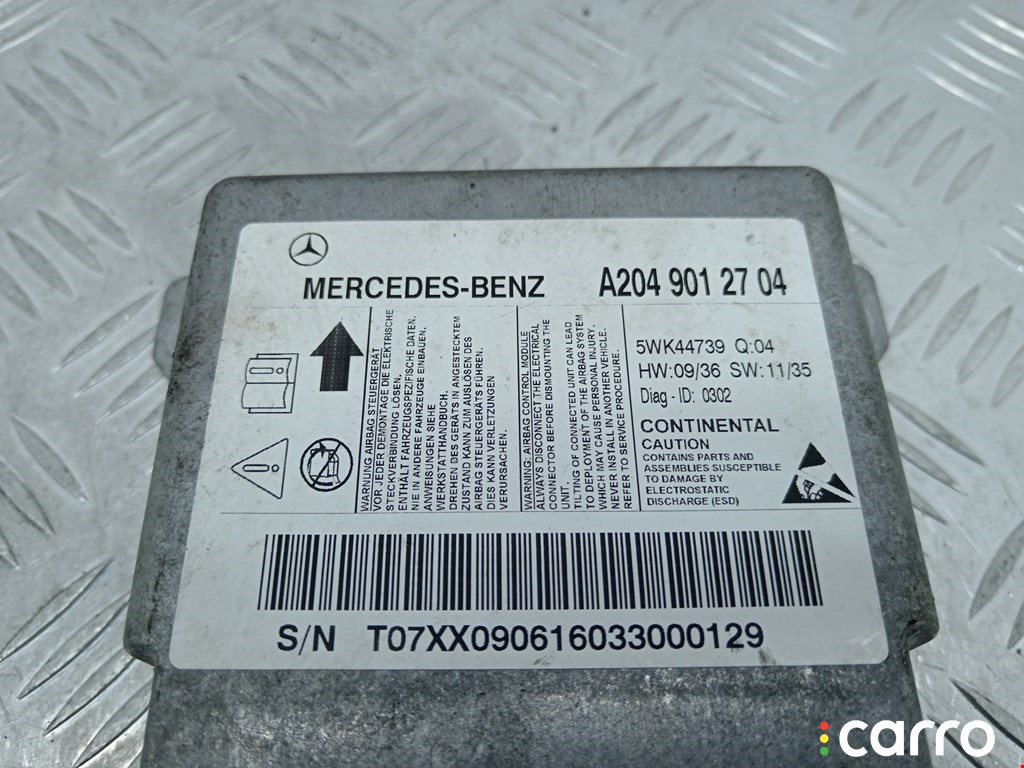 MERCEDES-BENZ A204 901 27 04
WARNUNG AIRBAG STEUERGERÄT
VOR JEDER DEMONTAGE DIE ELEKTRISCHE
STECKVERBINDUNG LÖSEN.
ENTHÄLT FAHRZEUGSPEZIFISCHE DATEN.
NIE IN ANDERE FAHRZEUGE EINBAUEN.
ANWEISUNGEN SIEHE
WERKSTATTHANDBUCH.
DREHEN DES GERÄTS IN ANGESTECKTEM
ZUSTAND KANN ZUM AUSLÖSEN DES
AIRBAG STEUERGERÄTS FÜHREN.
DIES KANN VERLETZUNGEN
VERURSACHEN.
WARNING: AIRBAG CONTROL MODULE
ALWAYS DISCONNECT THE ELECTRICAL
CONNECTOR BEFORE DISMOUNTING THE
UNIT.
TILTING OF CONNECTED UNIT CAN LEAD
TO DEPLOYMENT OF THE AIRBAG SYSTEM
WHICH MAY CAUSE PERSONAL INJURY.
NEVER INSTALL IN ANOTHER VEHICLE.
REFER TO SERVICE PROCEDURE.
5WK44739 Q:04
HW:09/36 SW:11/35
Diag - ID: 0302
CONTINENTAL
CAUTION
CONTAINS PARTS AND
ASSEMBLIES SUSCEPTIBLE
TO DAMAGE BY
ELECTROSTATIC
DISCHARGE (ESD)
S/N T07XX090616033000129
carro